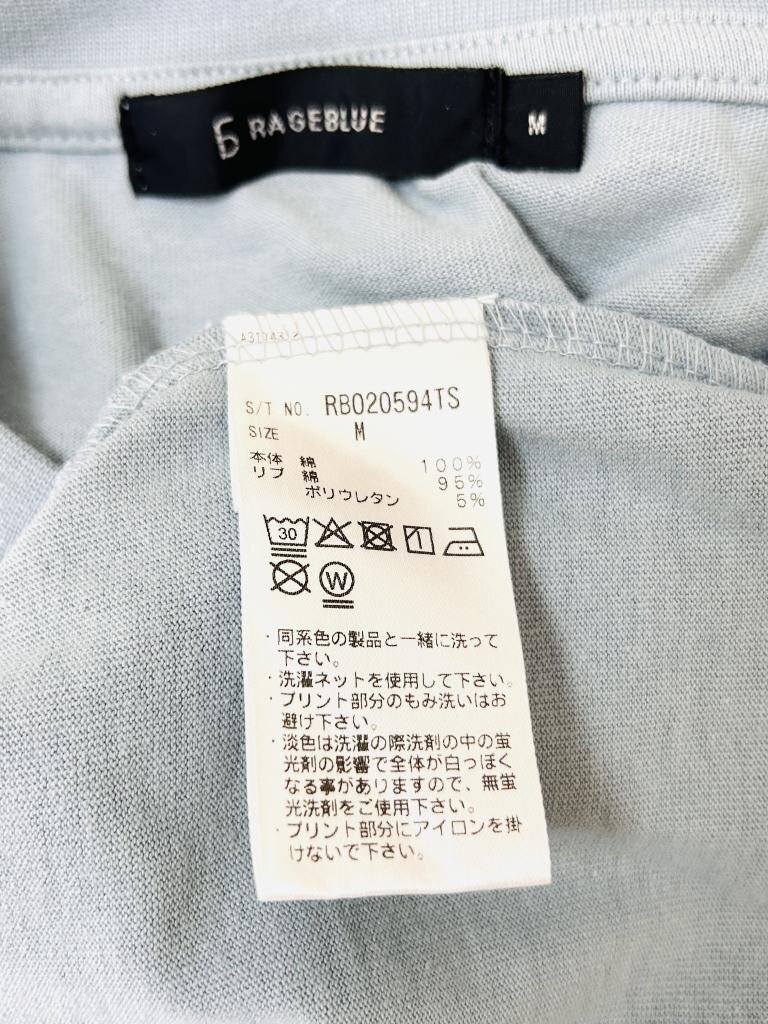 RAGEBLUE M
S/T NO. RB020594TS
SIZE M
本体 綿 100%
リブ 綿 95%
ポリウレタン 5%
30
W
・同系色の製品と一緒に洗って
下さい。
・洗濯ネットを使用して下さい。
・プリント部分のもみ洗いはお
避け下さい。
・淡色は洗濯の際洗剤の中の蛍
光剤の影響で全体が白っぽく
なる事がありますので、無蛍
光洗剤をご使用下さい。
・プリント部分にアイロンを掛
けないで下さい。